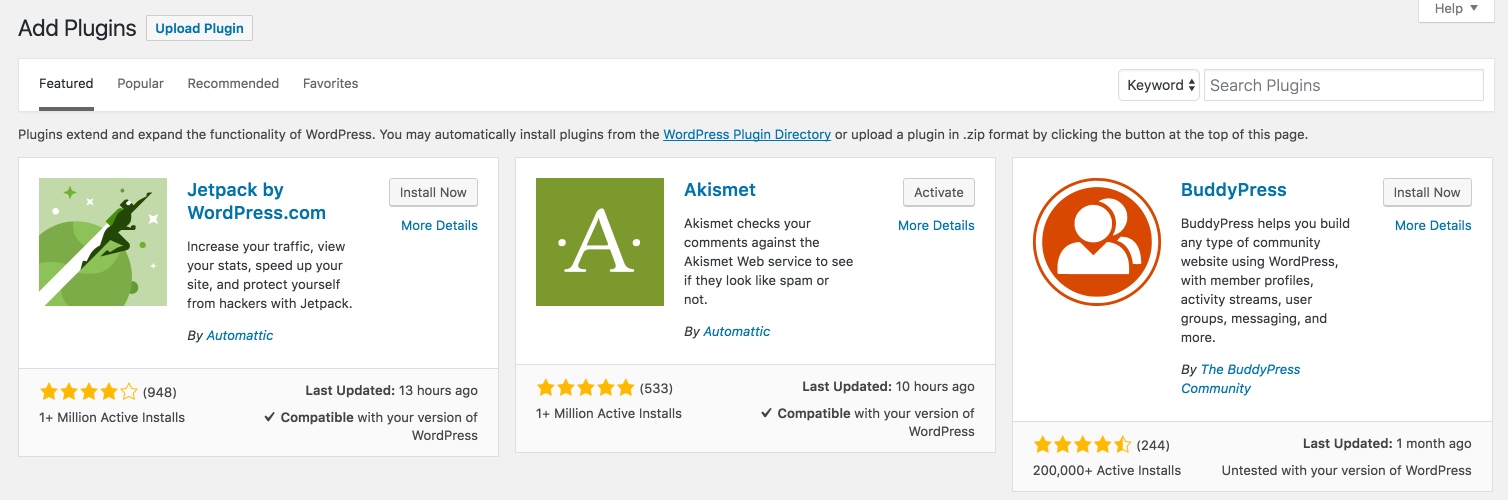 Add Plugins
Upload Plugin
Help
Featured
Popular
Recommended
Favorites
Keyword
Search Plugins
Plugins extend and expand the functionality of WordPress. You may automatically install plugins from the WordPress Plugin Directory or upload a plugin in .zip format by clicking the button at the top of this page.
Jetpack by
WordPress.com
Install Now
More Details
Increase your traffic, view
your stats, speed up your
site, and protect yourself
from hackers with Jetpack.
By Automattic
(948)
1+ Million Active Installs
Last Updated: 13 hours ago
Compatible with your version of
WordPress
·A·
Akismet
Activate
More Details
Akismet checks your
comments against the
Akismet Web service to see
if they look like spam or
not.
By Automattic
(533)
1+ Million Active Installs
Last Updated: 10 hours ago
Compatible with your version of
WordPress
BuddyPress
Install Now
More Details
BuddyPress helps you build
any type of community
website using WordPress,
with member profiles,
activity streams, user
groups, messaging, and
more.
By The BuddyPress
Community
(244)
200,000+ Active Installs
Last Updated: 1 month ago
Untested with your version of WordPress